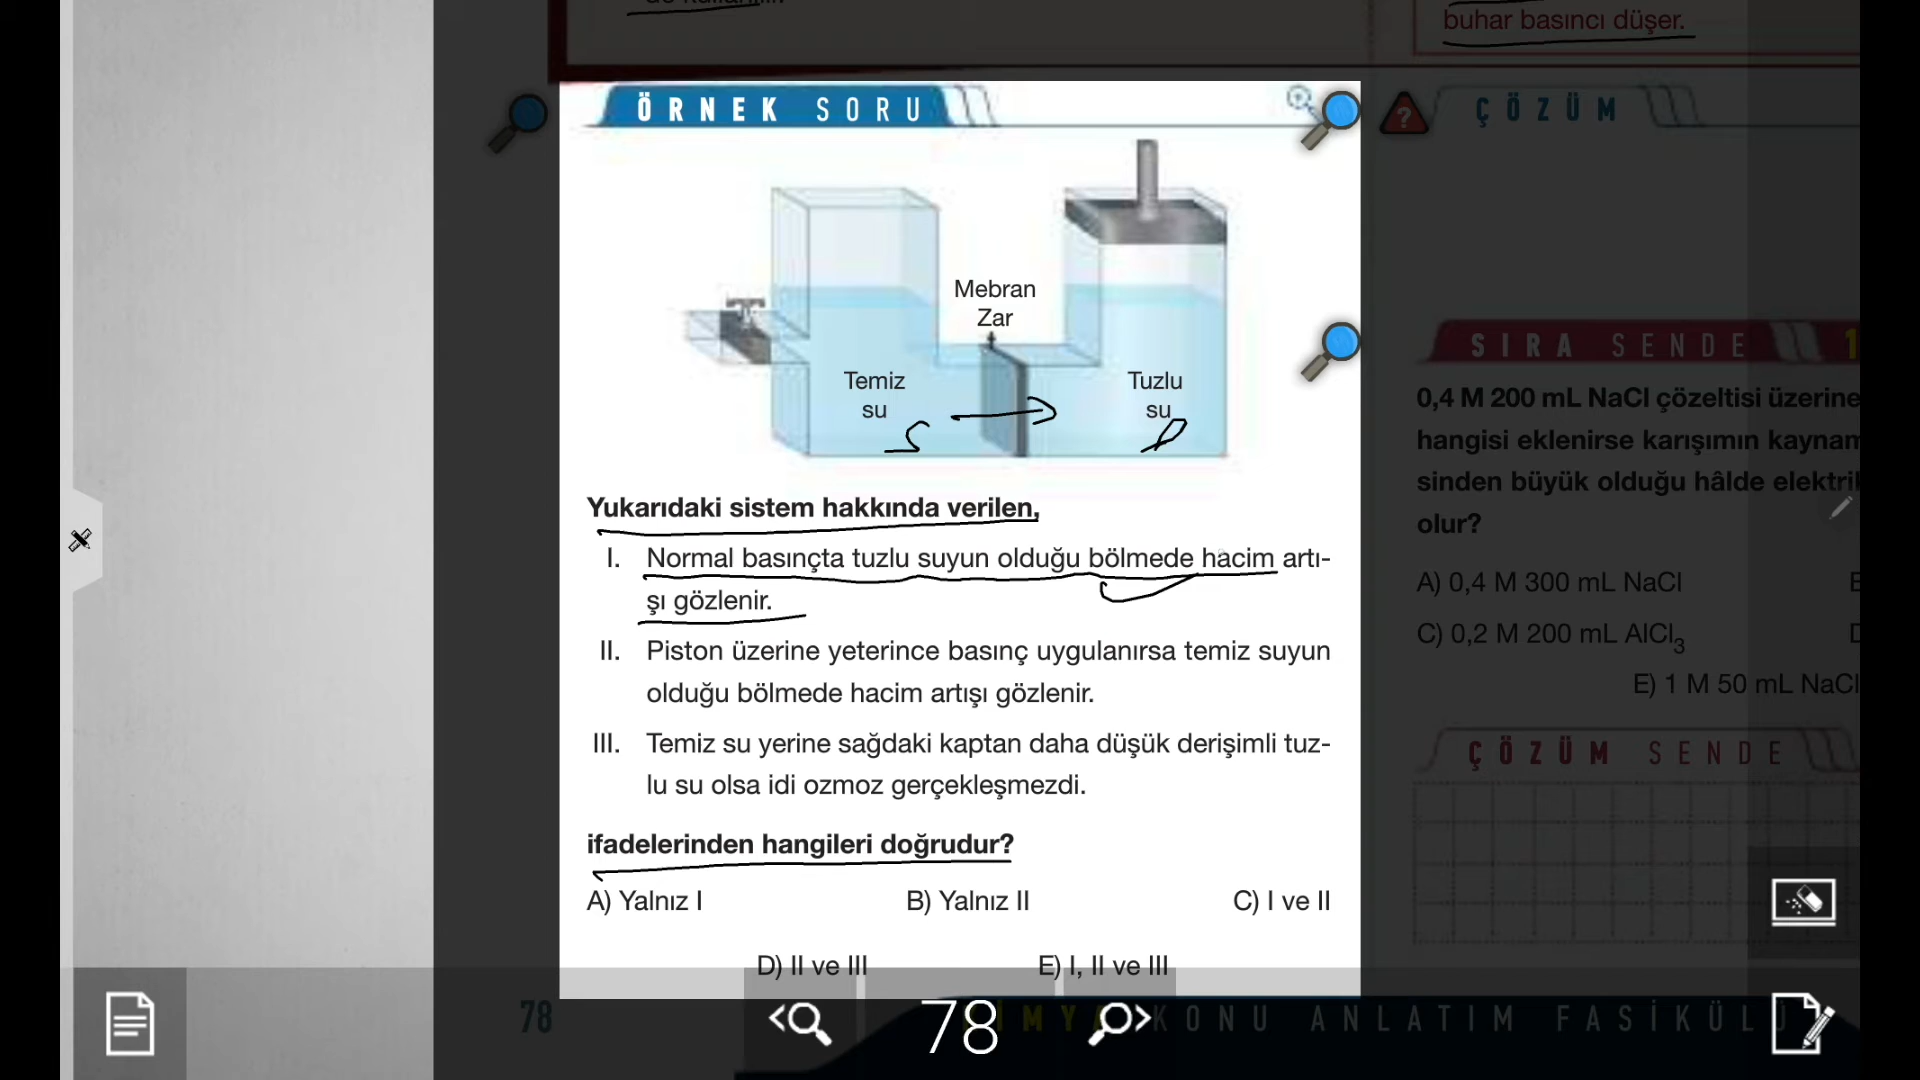 buhar basıncı düşer.
ÖRNEK SORU
ÇÖZÜM
Mebran
Zar
Temiz
su
Tuzlu
su
Yukarıdaki sistem hakkında verilen,
I. Normal basınçta tuzlu suyun olduğu bölmede hacim artı-
şı gözlenir.
II. Piston üzerine yeterince basınç uygulanırsa temiz suyun
olduğu bölmede hacim artışı gözlenir.
III. Temiz su yerine sağdaki kaptan daha düşük derişimli tuz-
lu su olsa idi ozmoz gerçekleşmezdi.
ifadelerinden hangileri doğrudur?
A) Yalnız I B) Yalnız II C) I ve II
D) II ve III E) I, II ve III
SIRA SENDE 1
0,4 M 200 mL NaCl çözeltisi üzerine
hangisi eklenirse karışımın kaynam
sinden büyük olduğu hâlde elektril
olur?
A) 0,4 M 300 mL NaCl
C) 0,2 M 200 mL AlCl3
E) 1 M 50 mL NaCl
ÇÖZÜM SENDE
78
78
KONU ANLATIM FASİKÜL